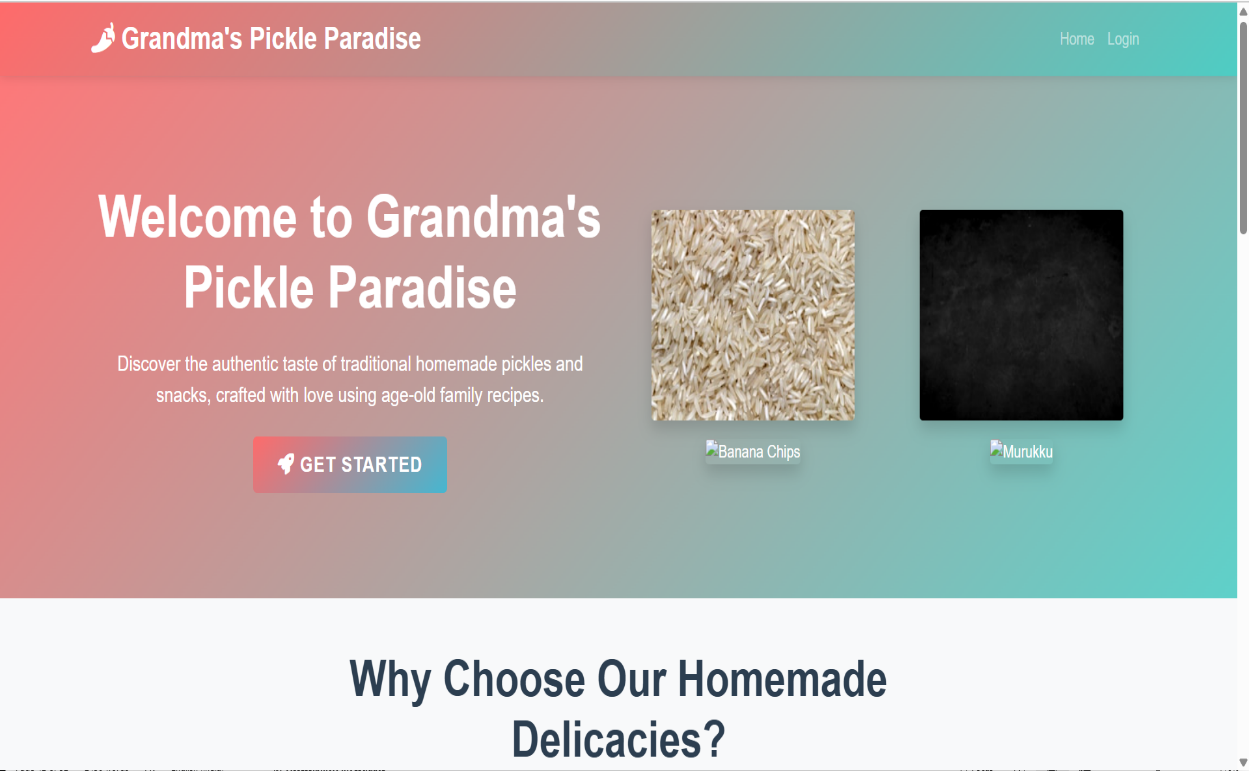 Grandma's Pickle Paradise
Home Login
Welcome to Grandma's
Pickle Paradise
Discover the authentic taste of traditional homemade pickles and
snacks, crafted with love using age-old family recipes.
GET STARTED
Banana Chips
Murukku
Why Choose Our Homemade
Delicacies?